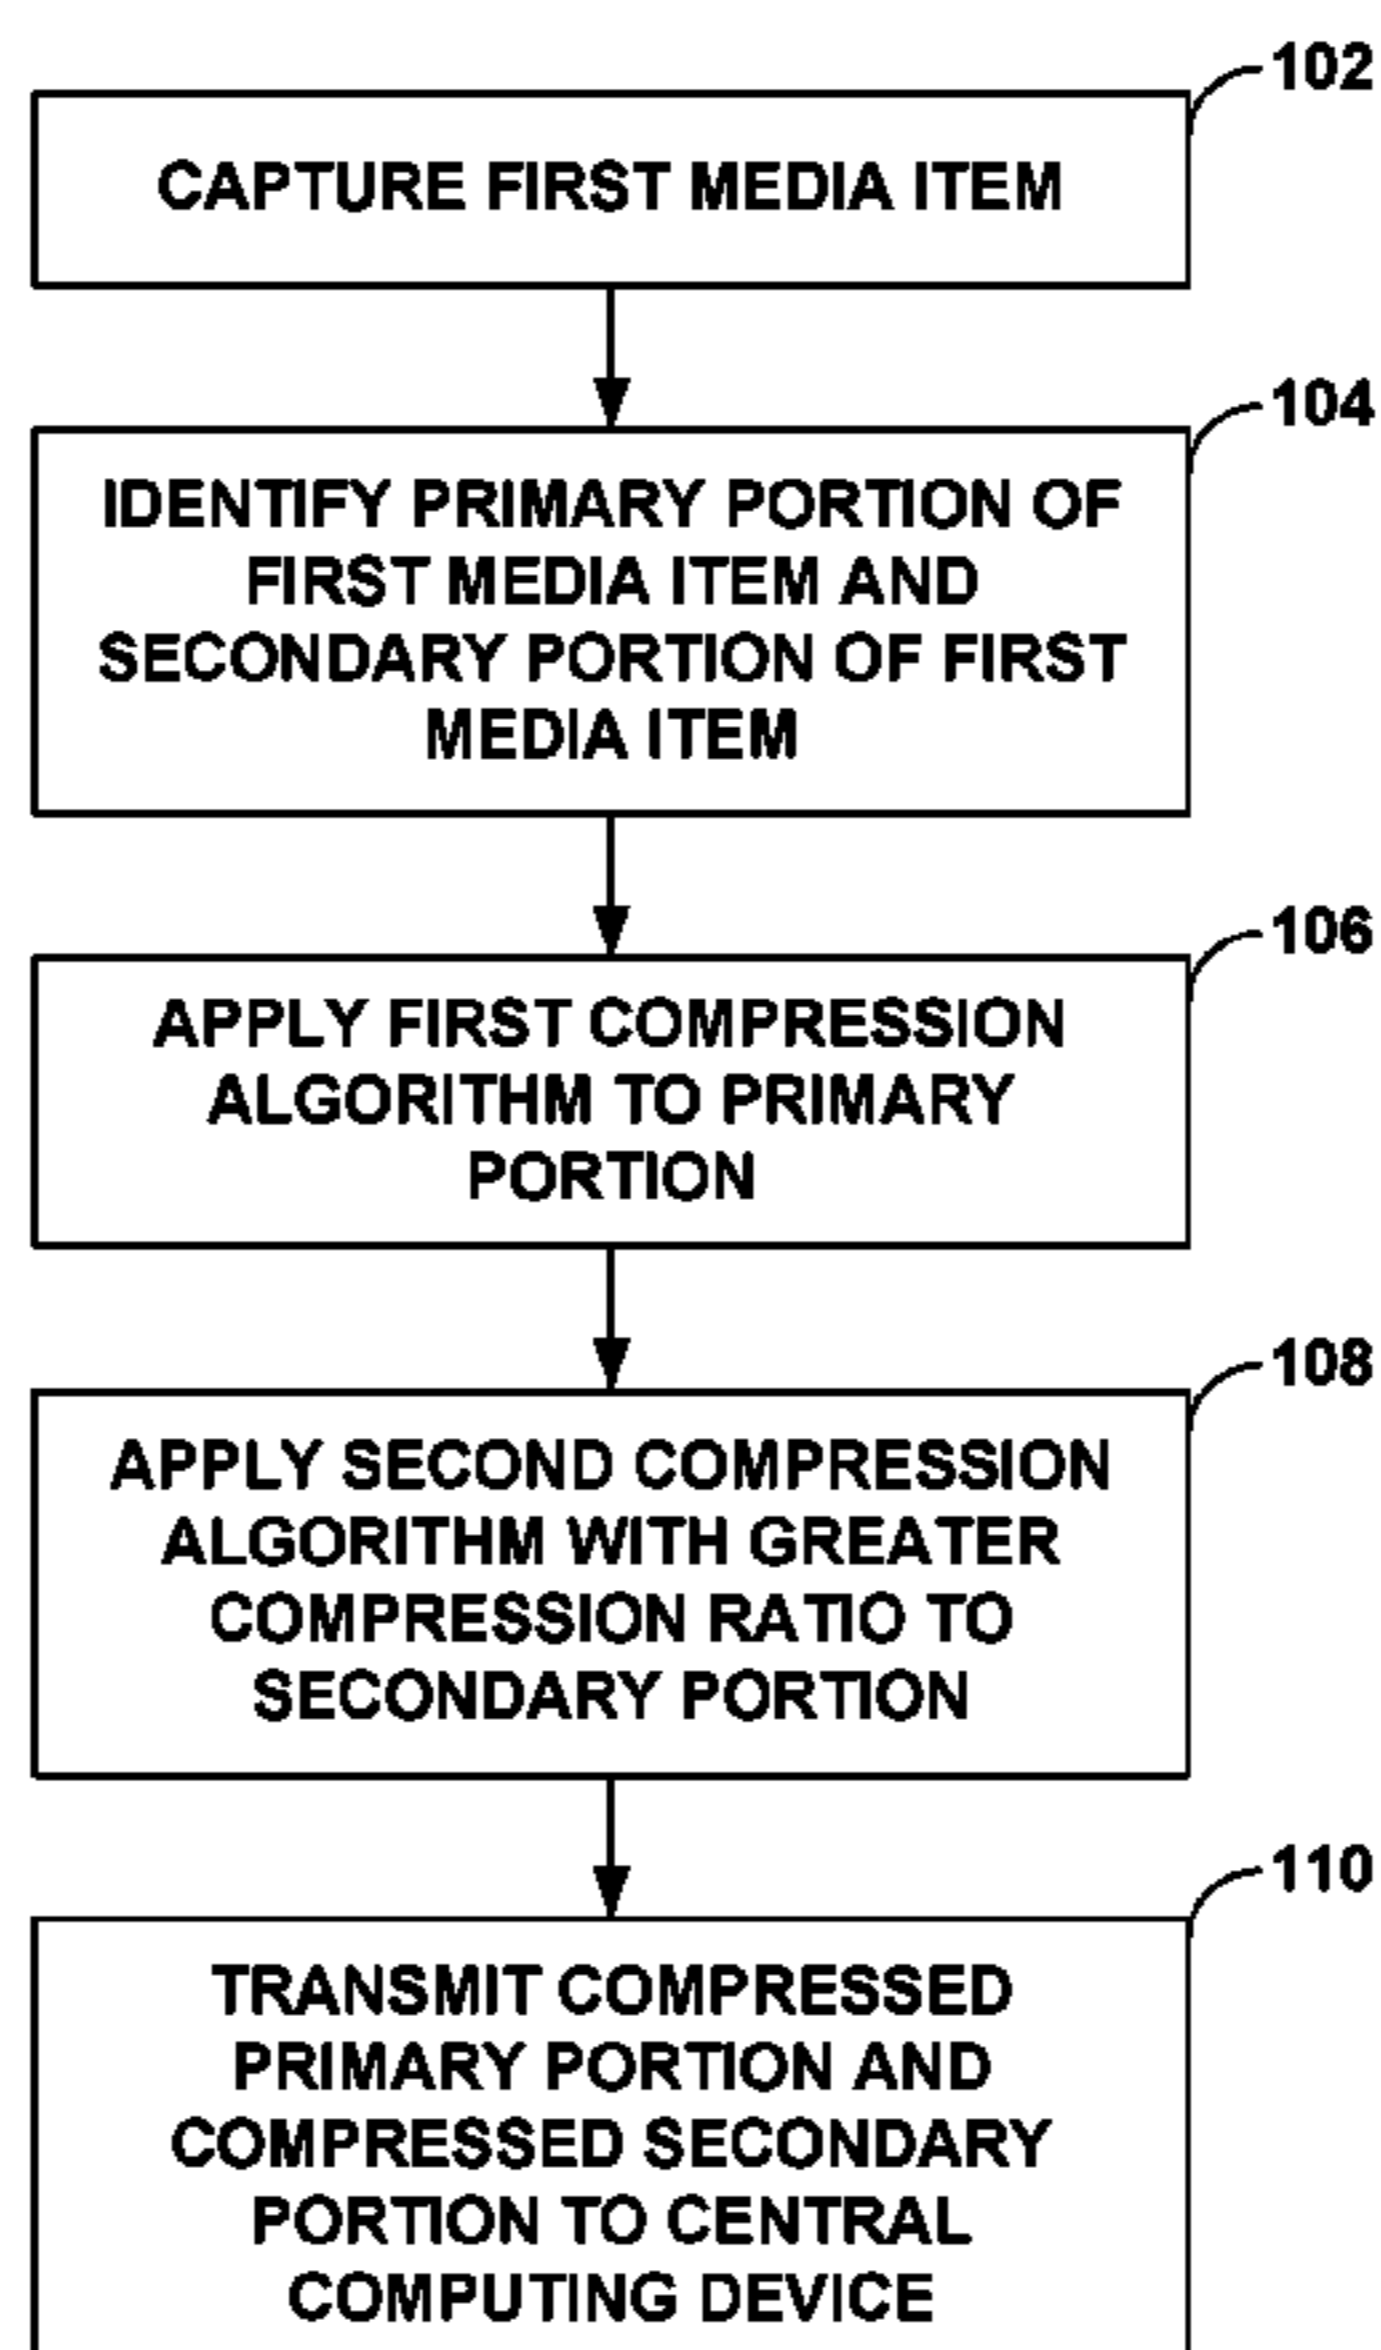 102
CAPTURE FIRST MEDIA ITEM
104
IDENTIFY PRIMARY PORTION OF
FIRST MEDIA ITEM AND
SECONDARY PORTION OF FIRST
MEDIA ITEM
106
APPLY FIRST COMPRESSION
ALGORITHM TO PRIMARY
PORTION
108
APPLY SECOND COMPRESSION
ALGORITHM WITH GREATER
COMPRESSION RATIO TO
SECONDARY PORTION
110
TRANSMIT COMPRESSED
PRIMARY PORTION AND
COMPRESSED SECONDARY
PORTION TO CENTRAL
COMPUTING DEVICE